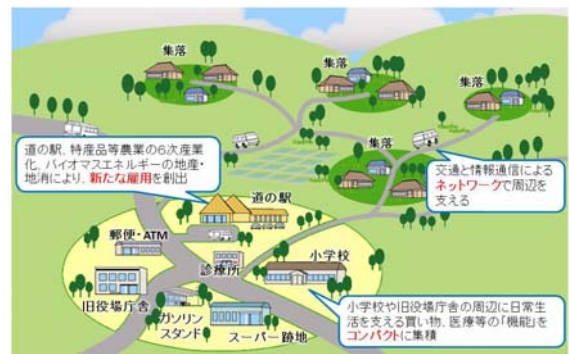 集落
集落
集落
集落
道の駅、特産品等農業の6次産業
化、バイオマスエネルギーの地産・
地消により、新たな雇用を創出
交通と情報通信による
ネットワークで周辺を
支える
道の駅
郵便・ATM
診療所
小学校
旧役場庁舎
ガソリン
スタンド
スーパー跡地
小学校や旧役場庁舎の周辺に日常生
活を支える買い物、医療等の「機能」を
コンパクトに集積